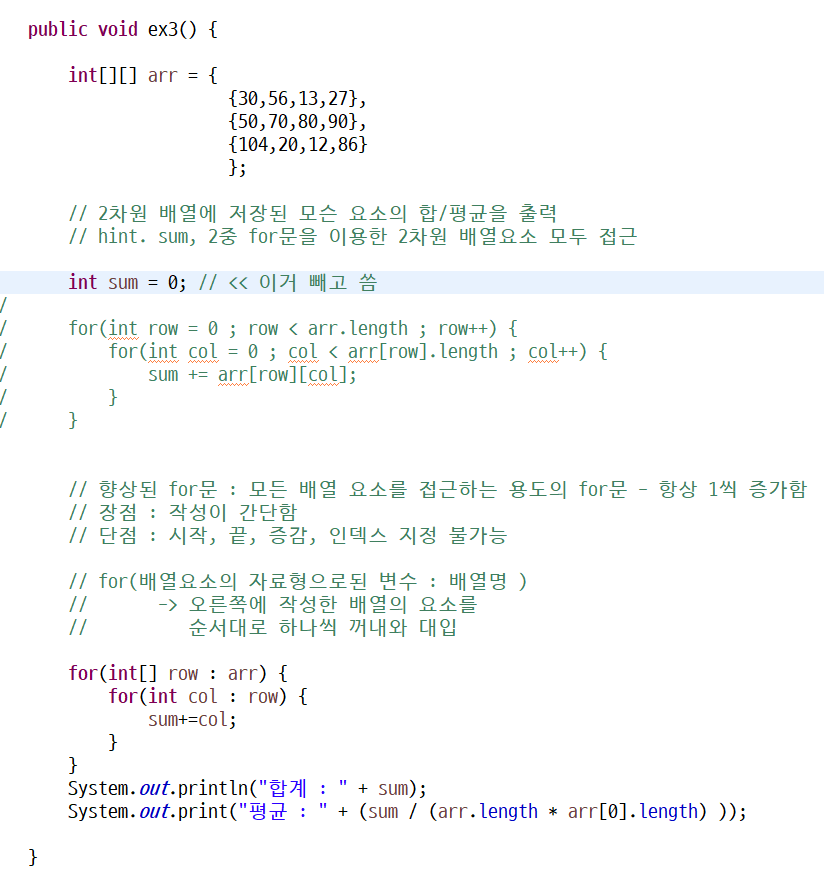 public void ex3() {
int[][] arr = {
{30,56,13,27},
{50,70,80,90},
{104,20,12,86}
};
// 2차원 배열에 저장된 모슨 요소의 합/평균을 출력
// hint. sum, 2중 for문을 이용한 2차원 배열요소 모두 접근
int sum = 0; // << 이거 빼고 씀
/
/ for(int row = 0 ; row < arr.length ; row++) {
/ for(int col = 0 ; col < arr[row].length ; col++) {
/ sum += arr[row][col];
/ }
/ }
// 향상된 for문 : 모든 배열 요소를 접근하는 용도의 for문 - 항상 1씩 증가함
// 장점 : 작성이 간단함
// 단점 : 시작, 끝, 증감, 인덱스 지정 불가능
// for(배열요소의 자료형으로된 변수 : 배열명 )
// -> 오른쪽에 작성한 배열의 요소를
// 순서대로 하나씩 꺼내와 대입
for(int[] row : arr) {
for(int col : row) {
sum+=col;
}
}
System.out.println("합계 : " + sum);
System.out.print("평균 : " + (sum / (arr.length * arr[0].length) ));
}